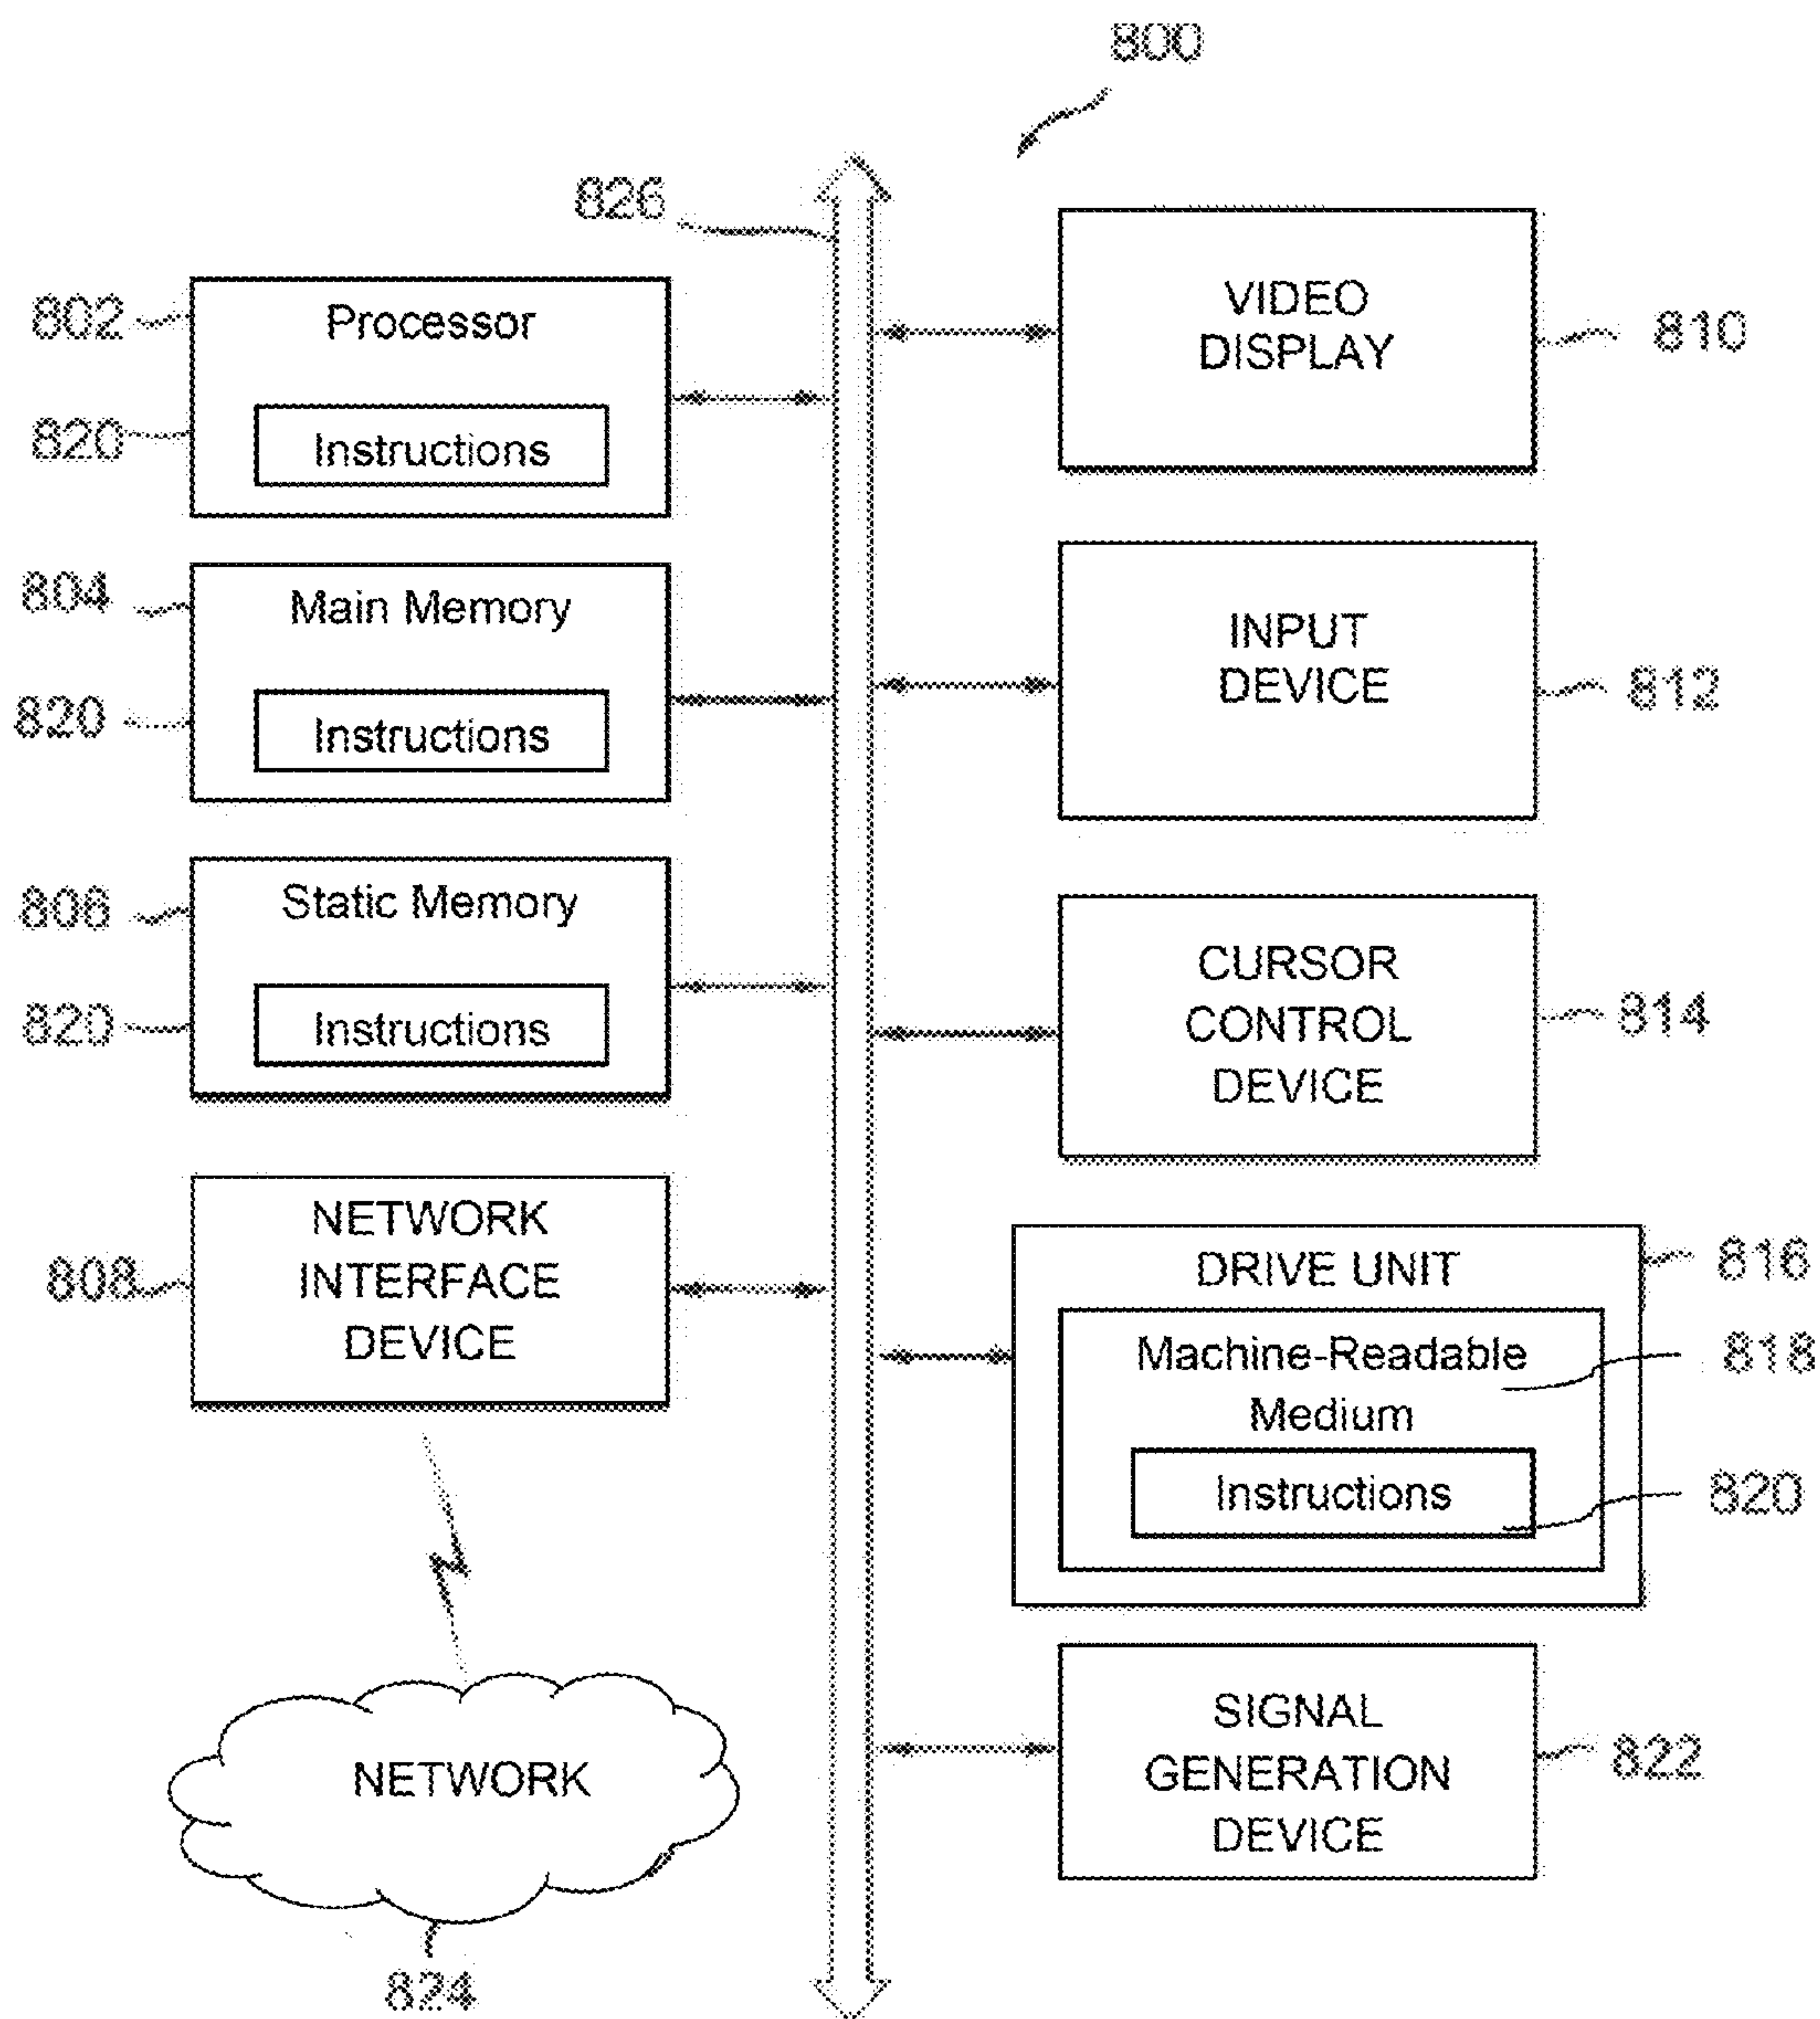 800
826
802
Processor
820
Instructions
804
Main Memory
820
Instructions
806
Static Memory
820
Instructions
808
NETWORK
INTERFACE
DEVICE
NETWORK
824
VIDEO
DISPLAY
810
INPUT
DEVICE
812
CURSOR
CONTROL
DEVICE
814
DRIVE UNIT
816
Machine-Readable
Medium
818
Instructions
820
SIGNAL
GENERATION
DEVICE
822